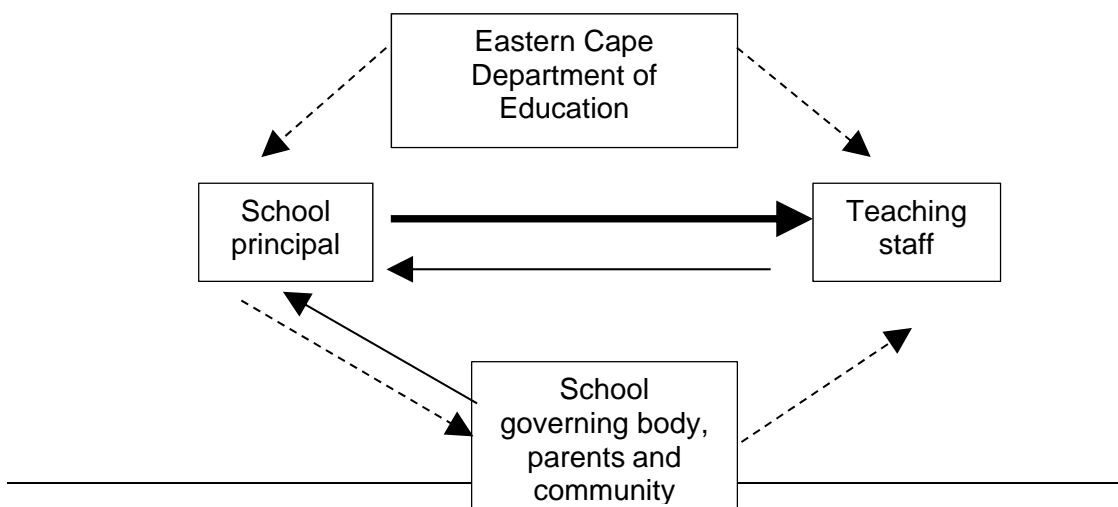 Eastern Cape
Department of
Education
School
principal
Teaching
staff
School
governing body,
parents and
community